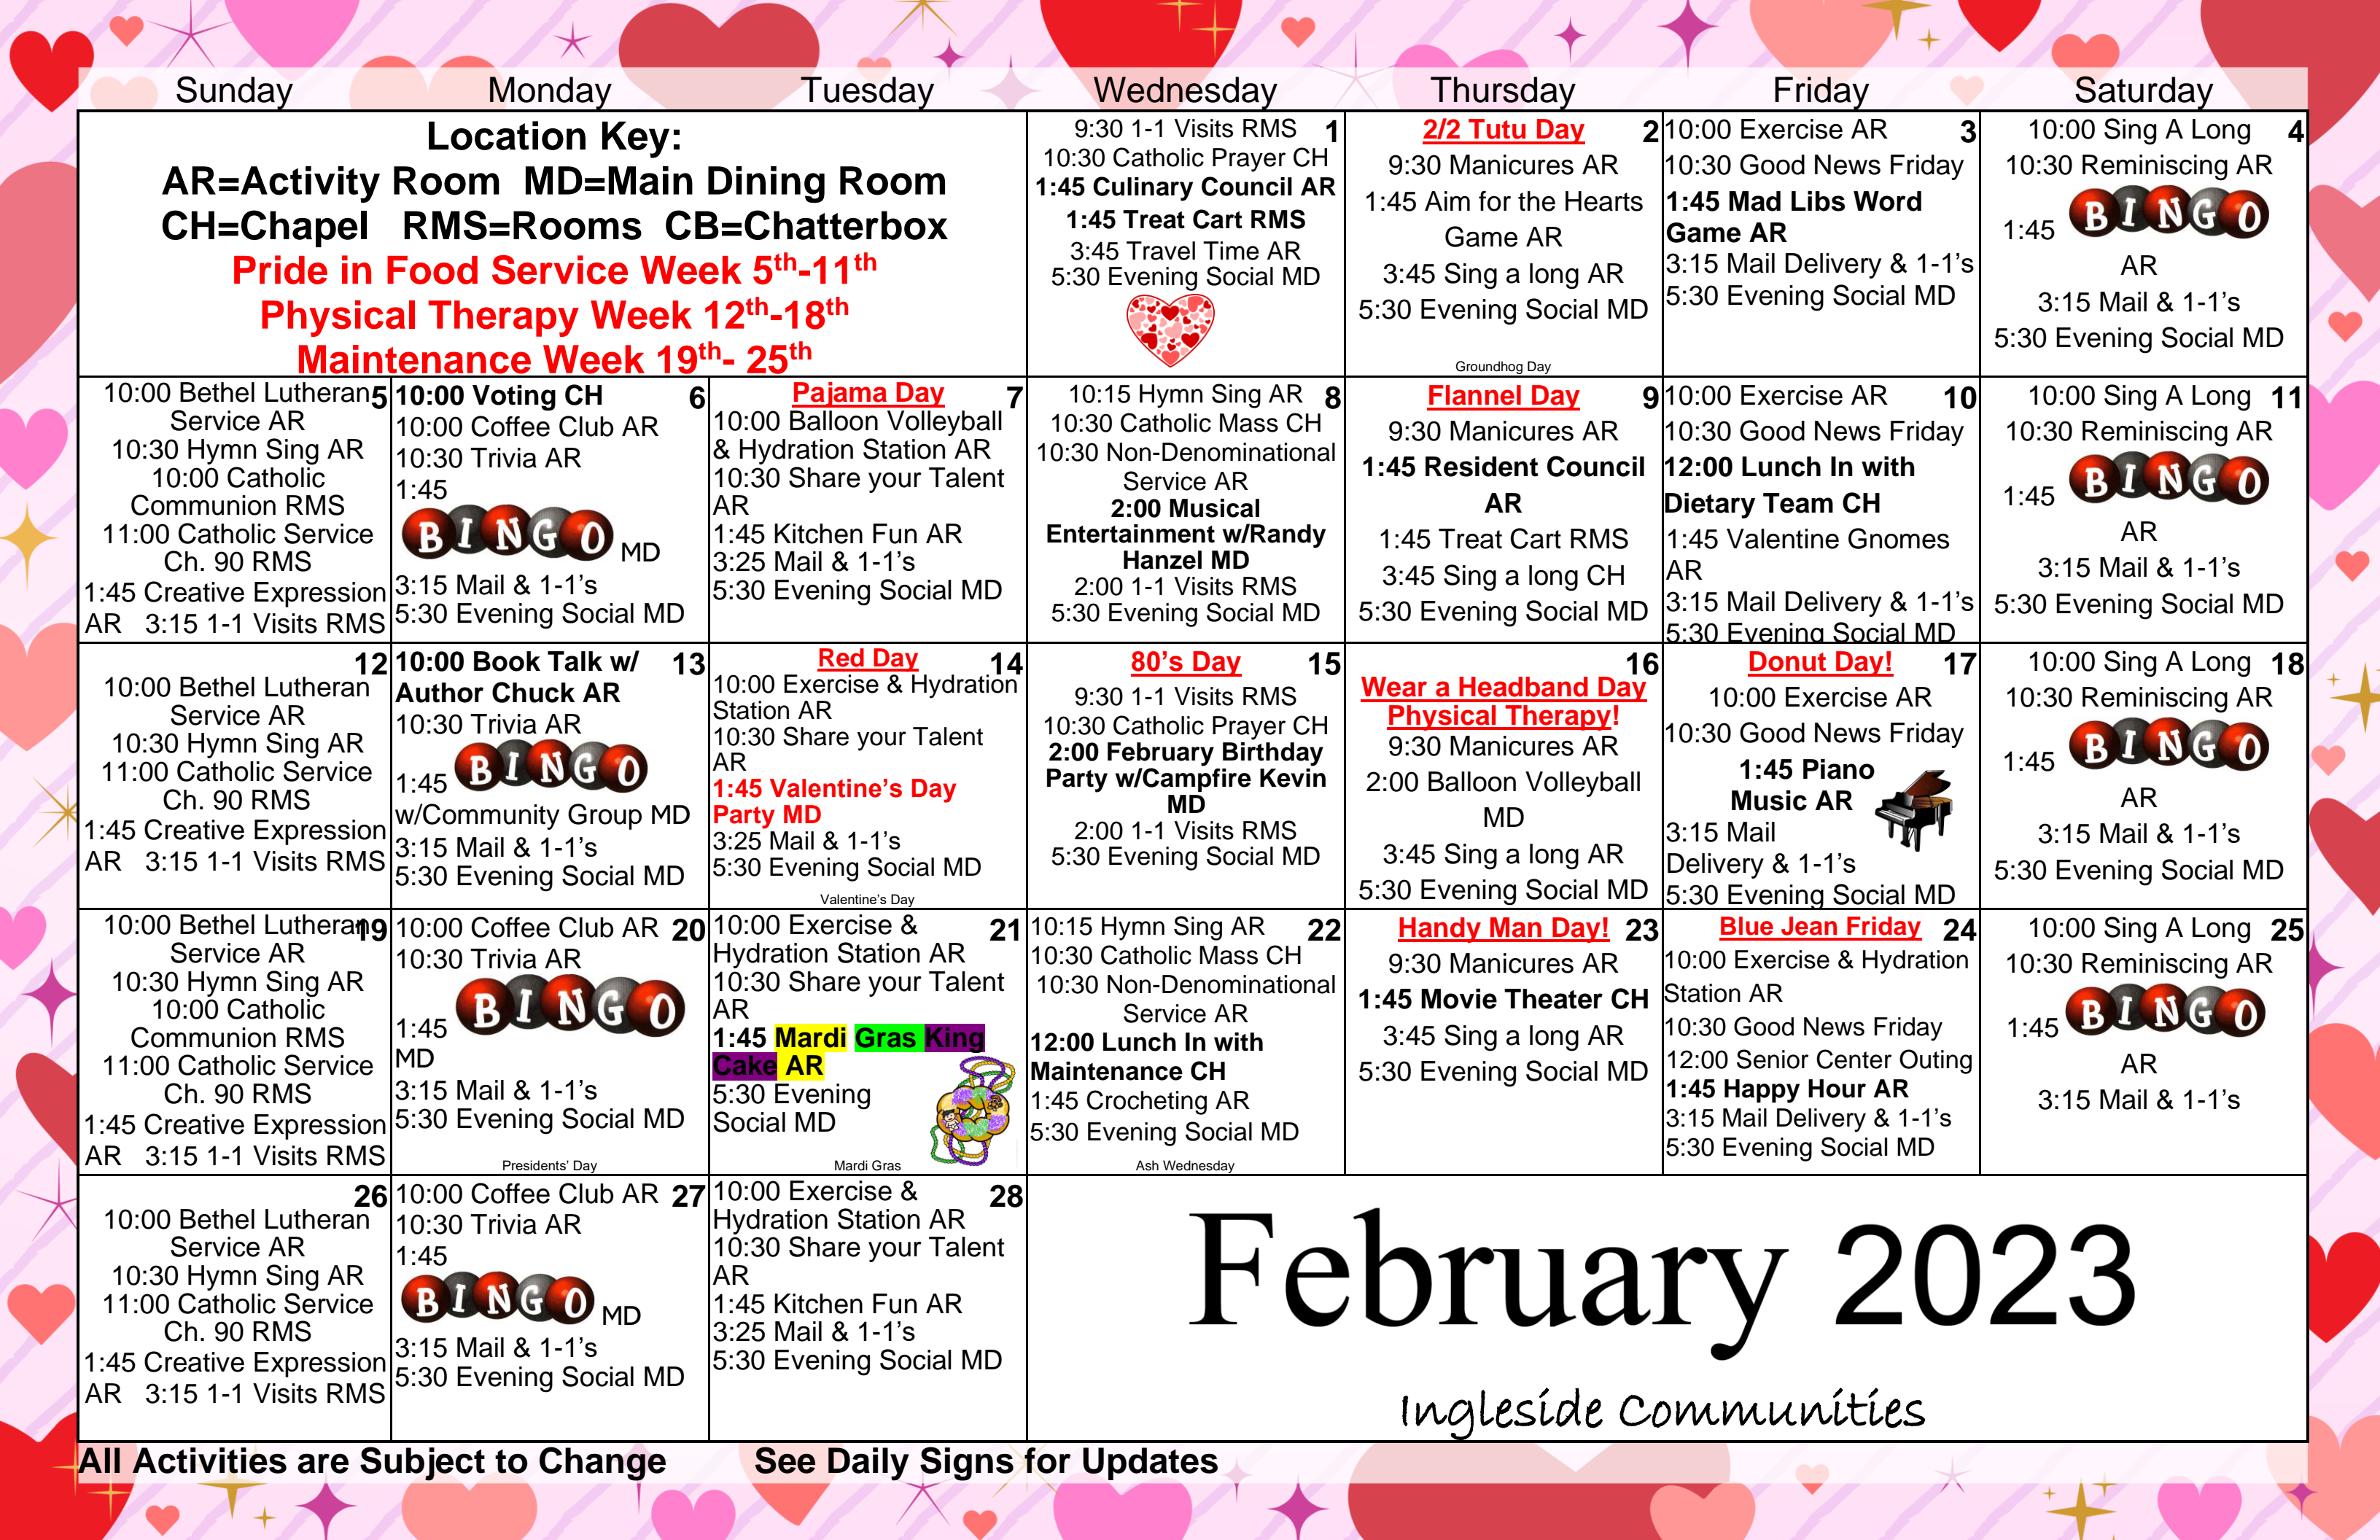 Sunday Monday Tuesday Wednesday Thursday Friday Saturday
Location Key:
AR=Activity Room MD=Main Dining Room
CH=Chapel RMS=Rooms CB=Chatterbox
Pride in Food Service Week 5th-11th
Physical Therapy Week 12th-18th
Maintenance Week 19th- 25th
9:30 1-1 Visits RMS 1
10:30 Catholic Prayer CH
1:45 Culinary Council AR
1:45 Treat Cart RMS
3:45 Travel Time AR
5:30 Evening Social MD
2/2 Tutu Day 2
9:30 Manicures AR
1:45 Aim for the Hearts
Game AR
3:45 Sing a long AR
5:30 Evening Social MD
Groundhog Day
10:00 Exercise AR 3
10:30 Good News Friday
1:45 Mad Libs Word
Game AR
3:15 Mail Delivery & 1-1's
5:30 Evening Social MD
10:00 Sing A Long 4
10:30 Reminiscing AR
1:45 BINGO
AR
3:15 Mail & 1-1's
5:30 Evening Social MD
10:00 Bethel Lutheran 5
Service AR
10:30 Hymn Sing AR
10:00 Catholic
Communion RMS
11:00 Catholic Service
Ch. 90 RMS
1:45 Creative Expression
AR 3:15 1-1 Visits RMS
10:00 Voting CH 6
10:00 Coffee Club AR
10:30 Trivia AR
1:45
BINGO MD
3:15 Mail & 1-1's
5:30 Evening Social MD
Pajama Day 7
10:00 Balloon Volleyball
& Hydration Station AR
10:30 Share your Talent
AR
1:45 Kitchen Fun AR
3:25 Mail & 1-1's
5:30 Evening Social MD
10:15 Hymn Sing AR 8
10:30 Catholic Mass CH
10:30 Non-Denominational
Service AR
2:00 Musical
Entertainment w/Randy
Hanzel MD
2:00 1-1 Visits RMS
5:30 Evening Social MD
Flannel Day 9
9:30 Manicures AR
1:45 Resident Council
AR
1:45 Treat Cart RMS
3:45 Sing a long CH
5:30 Evening Social MD
10:00 Exercise AR 10
10:30 Good News Friday
12:00 Lunch In with
Dietary Team CH
1:45 Valentine Gnomes
AR
3:15 Mail Delivery & 1-1's
5:30 Evening Social MD
10:00 Sing A Long 11
10:30 Reminiscing AR
1:45 BINGO
AR
3:15 Mail & 1-1's
5:30 Evening Social MD
12
10:00 Bethel Lutheran
Service AR
10:30 Hymn Sing AR
11:00 Catholic Service
Ch. 90 RMS
1:45 Creative Expression
AR 3:15 1-1 Visits RMS
10:00 Book Talk w/ 13
Author Chuck AR
10:30 Trivia AR
1:45 BINGO
w/Community Group MD
3:15 Mail & 1-1's
5:30 Evening Social MD
Red Day 14
10:00 Exercise & Hydration
Station AR
10:30 Share your Talent
AR
1:45 Valentine's Day
Party MD
3:25 Mail & 1-1's
5:30 Evening Social MD
Valentine's Day
80's Day 15
9:30 1-1 Visits RMS
10:30 Catholic Prayer CH
2:00 February Birthday
Party w/Campfire Kevin
MD
2:00 1-1 Visits RMS
5:30 Evening Social MD
16
Wear a Headband Day
Physical Therapy!
9:30 Manicures AR
2:00 Balloon Volleyball
MD
3:45 Sing a long AR
5:30 Evening Social MD
Donut Day! 17
10:00 Exercise AR
10:30 Good News Friday
1:45 Piano
Music AR
3:15 Mail
Delivery & 1-1's
5:30 Evening Social MD
10:00 Sing A Long 18
10:30 Reminiscing AR
1:45 BINGO
AR
3:15 Mail & 1-1's
5:30 Evening Social MD
10:00 Bethel Lutheran 19
Service AR
10:30 Hymn Sing AR
10:00 Catholic
Communion RMS
11:00 Catholic Service
Ch. 90 RMS
1:45 Creative Expression
AR 3:15 1-1 Visits RMS
10:00 Coffee Club AR 20
10:30 Trivia AR
1:45 BINGO
MD
3:15 Mail & 1-1's
5:30 Evening Social MD
Presidents' Day
10:00 Exercise & 21
Hydration Station AR
10:30 Share your Talent
AR
1:45 Mardi Gras King
Cake AR
5:30 Evening
Social MD
Mardi Gras
10:15 Hymn Sing AR 22
10:30 Catholic Mass CH
10:30 Non-Denominational
Service AR
12:00 Lunch In with
Maintenance CH
1:45 Crocheting AR
5:30 Evening Social MD
Ash Wednesday
Handy Man Day! 23
9:30 Manicures AR
1:45 Movie Theater CH
3:45 Sing a long AR
5:30 Evening Social MD
Blue Jean Friday 24
10:00 Exercise & Hydration
Station AR
10:30 Good News Friday
12:00 Senior Center Outing
1:45 Happy Hour AR
3:15 Mail Delivery & 1-1's
5:30 Evening Social MD
10:00 Sing A Long 25
10:30 Reminiscing AR
1:45 BINGO
AR
3:15 Mail & 1-1's
26
10:00 Bethel Lutheran
Service AR
10:30 Hymn Sing AR
11:00 Catholic Service
Ch. 90 RMS
1:45 Creative Expression
AR 3:15 1-1 Visits RMS
10:00 Coffee Club AR 27
10:30 Trivia AR
1:45
BINGO MD
3:15 Mail & 1-1's
5:30 Evening Social MD
10:00 Exercise & 28
Hydration Station AR
10:30 Share your Talent
AR
1:45 Kitchen Fun AR
3:25 Mail & 1-1's
5:30 Evening Social MD
February 2023
Ingleside Communities
All Activities are Subject to Change See Daily Signs for Updates